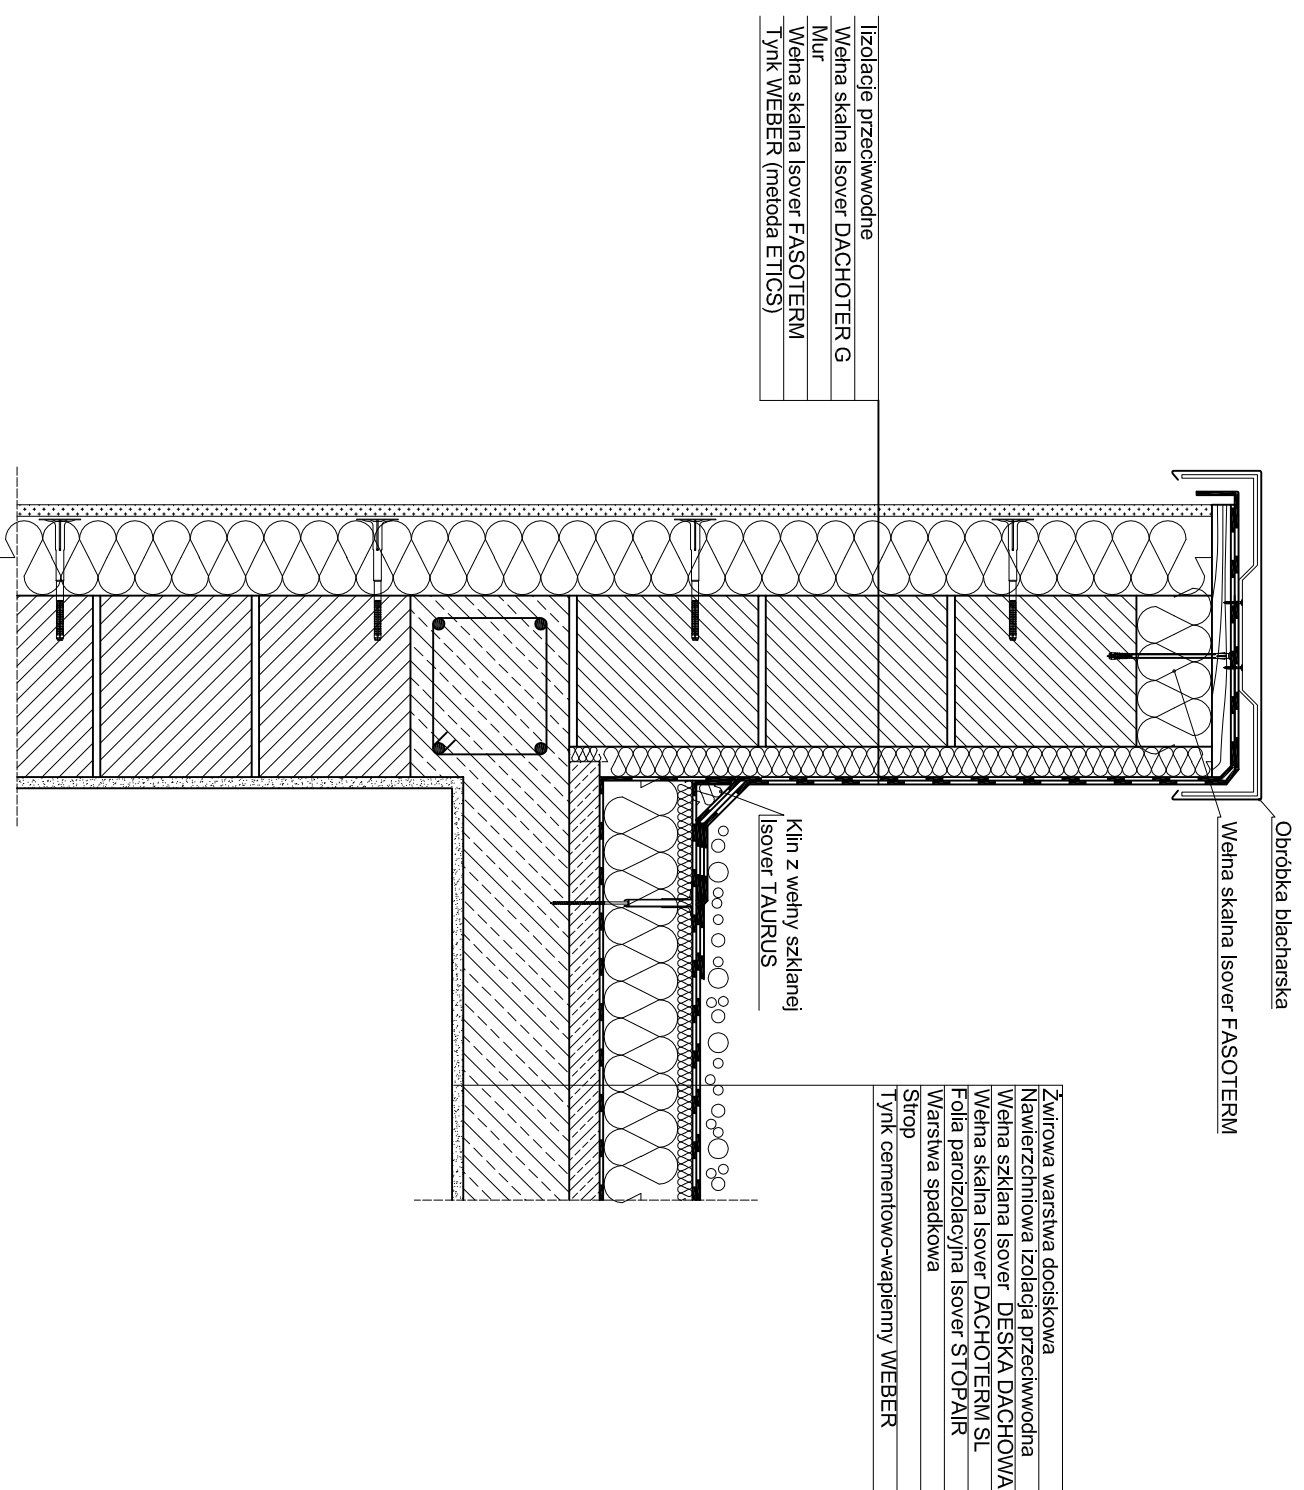 Obróbka blacharska
Wełna skalna Isover FASOTERM
Iizolacje przeciwwodne
Wełna skalna Isover DACHOTER G
Mur
Wełna skalna Isover FASOTERM
Tynk WEBER (metoda ETICS)
Klin z wełny szklanej
Isover TAURUS
Żwirowa warstwa dociskowa
Nawierzchniowa izolacja przeciwwodna
Wełna szklana Isover DESKA DACHOWA
Wełna skalna Isover DACHOTERM SL
Folia paroizolacyjna Isover STOPAIR
Warstwa spadkowa
Strop
Tynk cementowo-wapienny WEBER